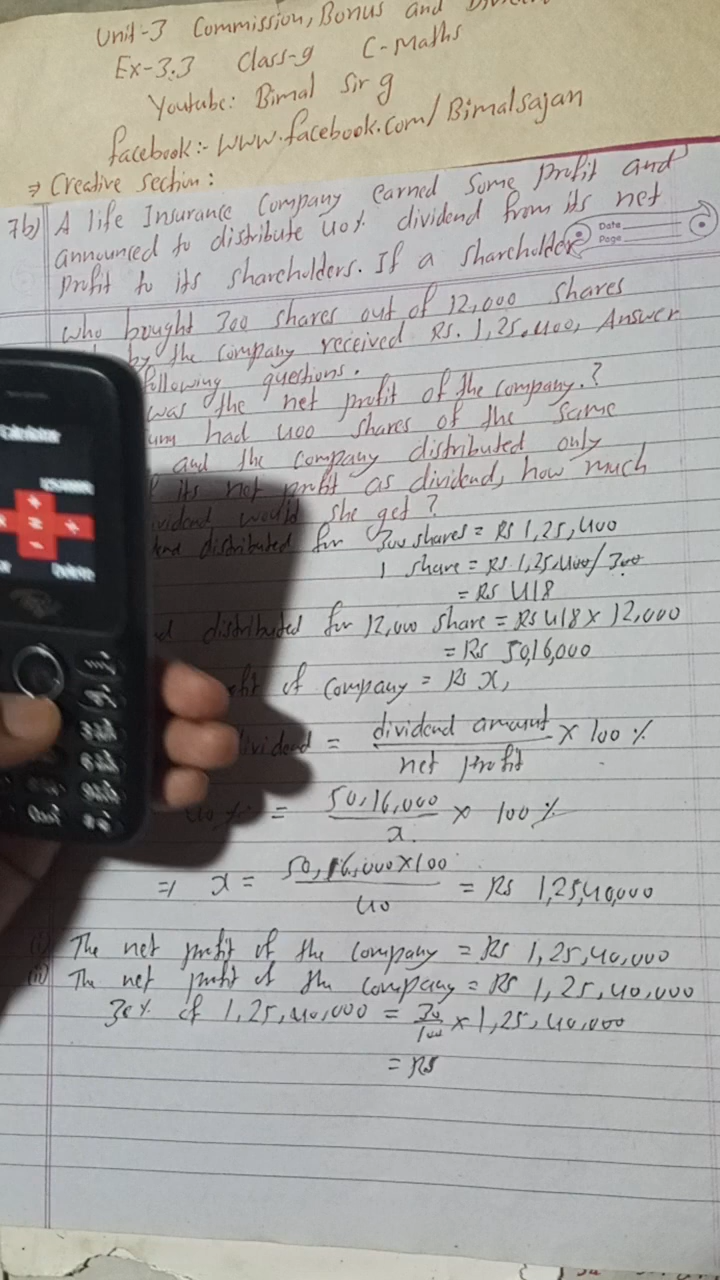 Unit-3 Commission, Bonus and
Ex-3.3 Class-9 C-Maths
Youtube: Bimal Sir g
facebook:- www.facebook.com/Bimalsajan
⇒ Creative section:
7b) A life Insurance Company earned some profit and
announced to distribute 40% dividend from its net
profit to its shareholders. If a shareholder
Date
Page
who bought 300 shares out of 12,000 shares
by the company received Rs. 1,25,400, Answer
following questions.
was the net profit of the company.?
had 400 shares of the same
and the company distributed only
its net profit as dividend, how much
would she get?
distributed for 300 shares = Rs 1,25,400
1 share = Rs. 1,25,400/300
= Rs 418
distributed for 12,000 share = Rs 418 × 12,000
= Rs 50,16,000
of company = Rs x,
= dividend amount / net profit × 100%
40% = 50,16,000 / x × 100%
⇒ x = 50,16,000×100 / 40 = Rs 1,25,40,000
(i) The net profit of the company = Rs 1,25,40,000
(ii) The net profit of the company = Rs 1,25,40,000
30% of 1,25,40,000 = 30/100 × 1,25,40,000
= Rs